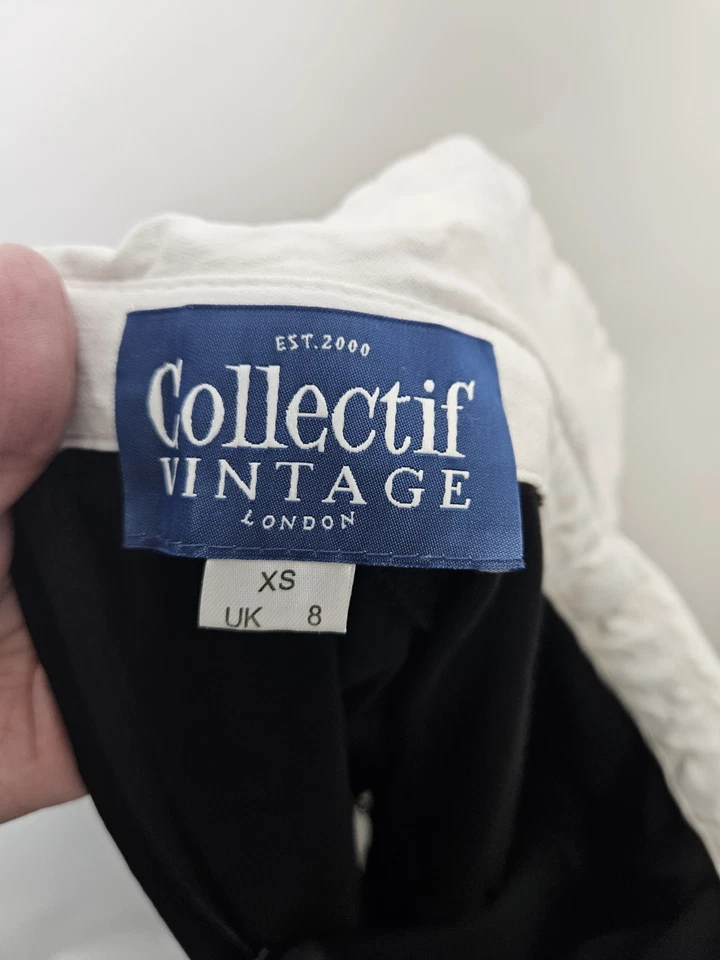 EST.2000
Collectif
VINTAGE
LONDON
XS
UK 8